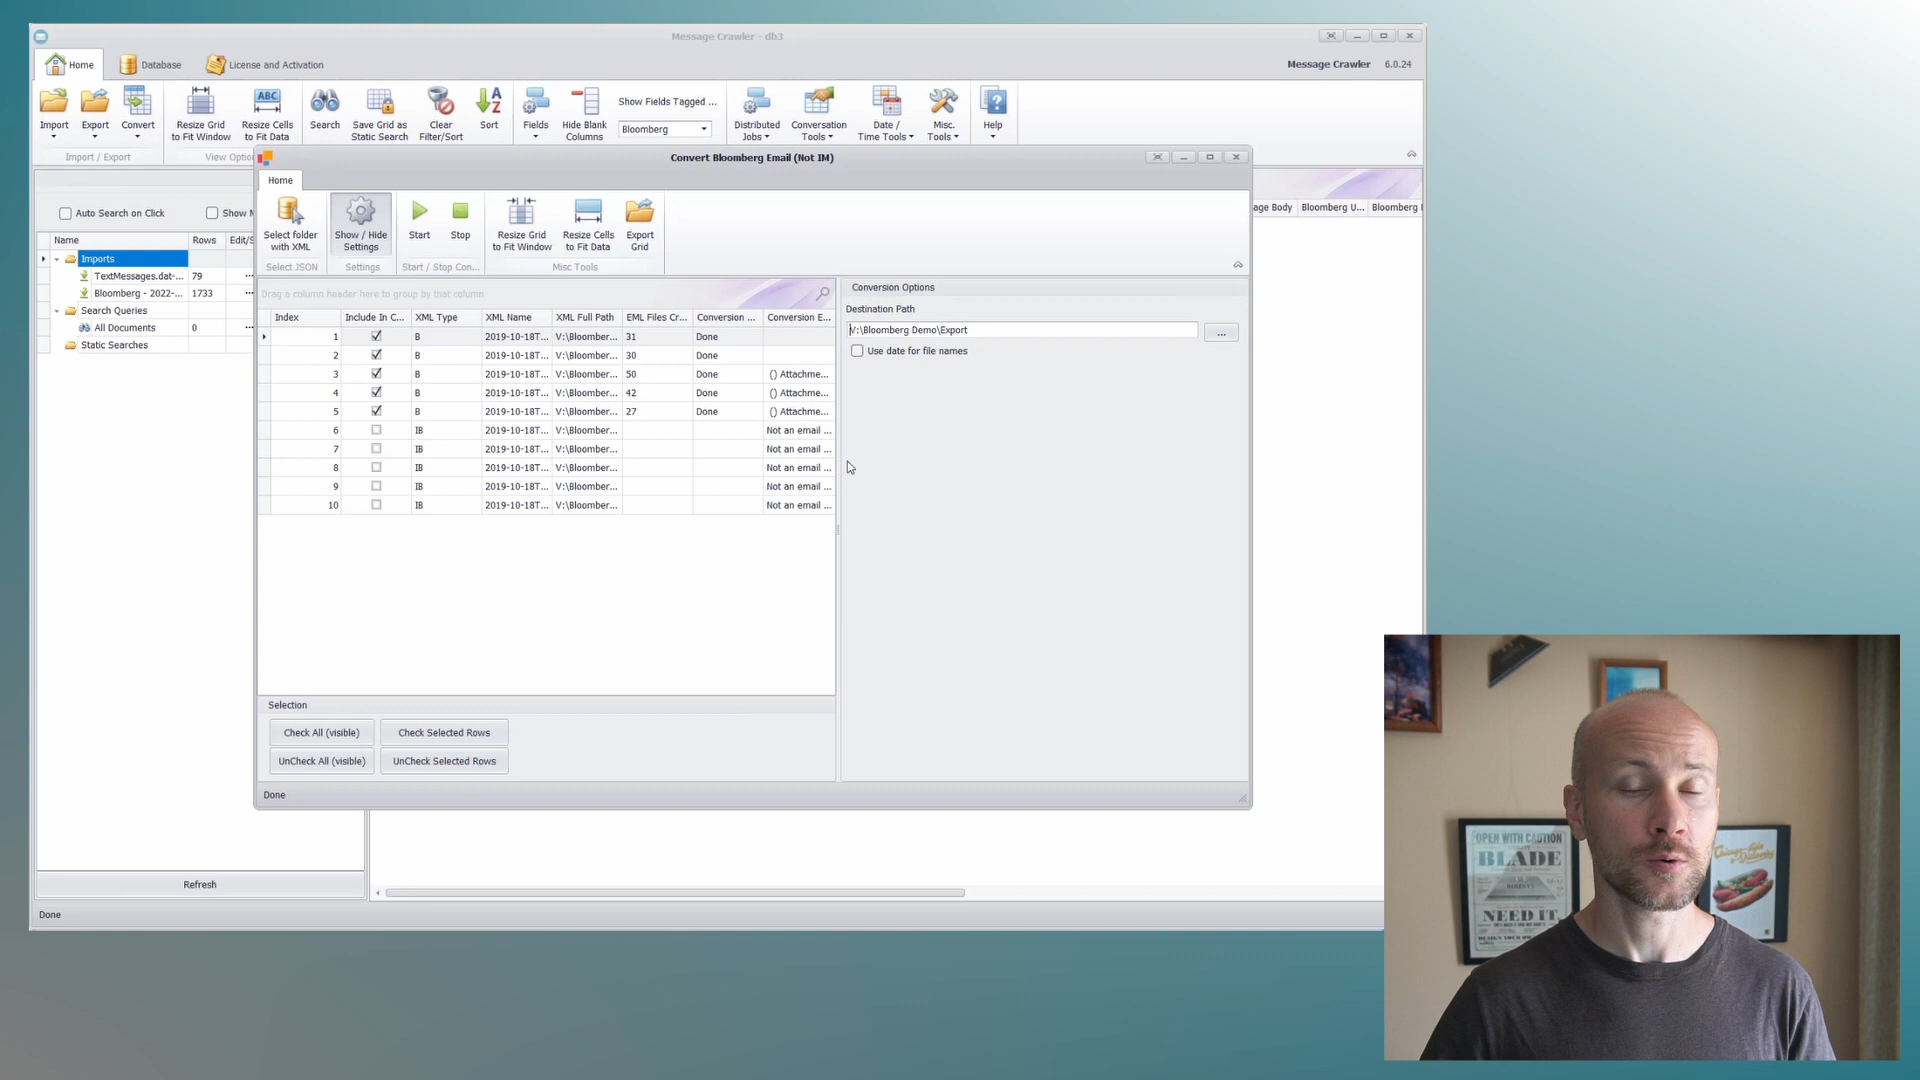 Message Crawler - db3
Home
Database
License and Activation
Message Crawler 6.0.24
Import
Export
Convert
Resize Grid
to Fit Window
Resize Cells
to Fit Data
Search
Save Grid as
Static Search
Clear
Filter/Sort
Sort
Fields
Hide Blank
Columns
Show Fields Tagged ...
Bloomberg
Distributed
Jobs
Conversation
Tools
Date /
Time Tools
Misc.
Tools
Help
Import / Export
View Optio
Convert Bloomberg Email (Not IM)
Home
Select folder
with XML
Show / Hide
Settings
Start
Stop
Resize Grid
to Fit Window
Resize Cells
to Fit Data
Export
Grid
Select JSON
Settings
Start / Stop Con...
Misc Tools
Auto Search on Click
Show M
Name Rows Edit/S
Imports
TextMessages.dat-... 79 ...
Bloomberg - 2022-... 1733 ...
Search Queries
All Documents 0 ...
Static Searches
age Body Bloomberg U... Bloomberg I
Drag a column header here to group by that column
Index Include In C... XML Type XML Name XML Full Path EML Files Cr... Conversion ... Conversion E...
1 B 2019-10-18T... V:\Bloomber... 31 Done
2 B 2019-10-18T... V:\Bloomber... 30 Done
3 B 2019-10-18T... V:\Bloomber... 50 Done () Attachme...
4 B 2019-10-18T... V:\Bloomber... 42 Done () Attachme...
5 B 2019-10-18T... V:\Bloomber... 27 Done () Attachme...
6 IB 2019-10-18T... V:\Bloomber... Not an email ...
7 IB 2019-10-18T... V:\Bloomber... Not an email ...
8 IB 2019-10-18T... V:\Bloomber... Not an email ...
9 IB 2019-10-18T... V:\Bloomber... Not an email ...
10 IB 2019-10-18T... V:\Bloomber... Not an email ...
Conversion Options
Destination Path
V:\Bloomberg Demo\Export
...
Use date for file names
Selection
Check All (visible)
Check Selected Rows
UnCheck All (visible)
UnCheck Selected Rows
Done
Refresh
Done
OPEN WITH CAUTION
BLADE
NEED IT